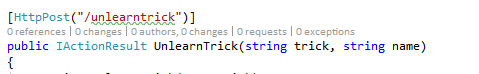 [HttpPost("/unlearntrick")]
0 references | 0 changes | 0 authors, 0 changes | 0 requests | 0 exceptions
public IActionResult UnlearnTrick(string trick, string name)
{